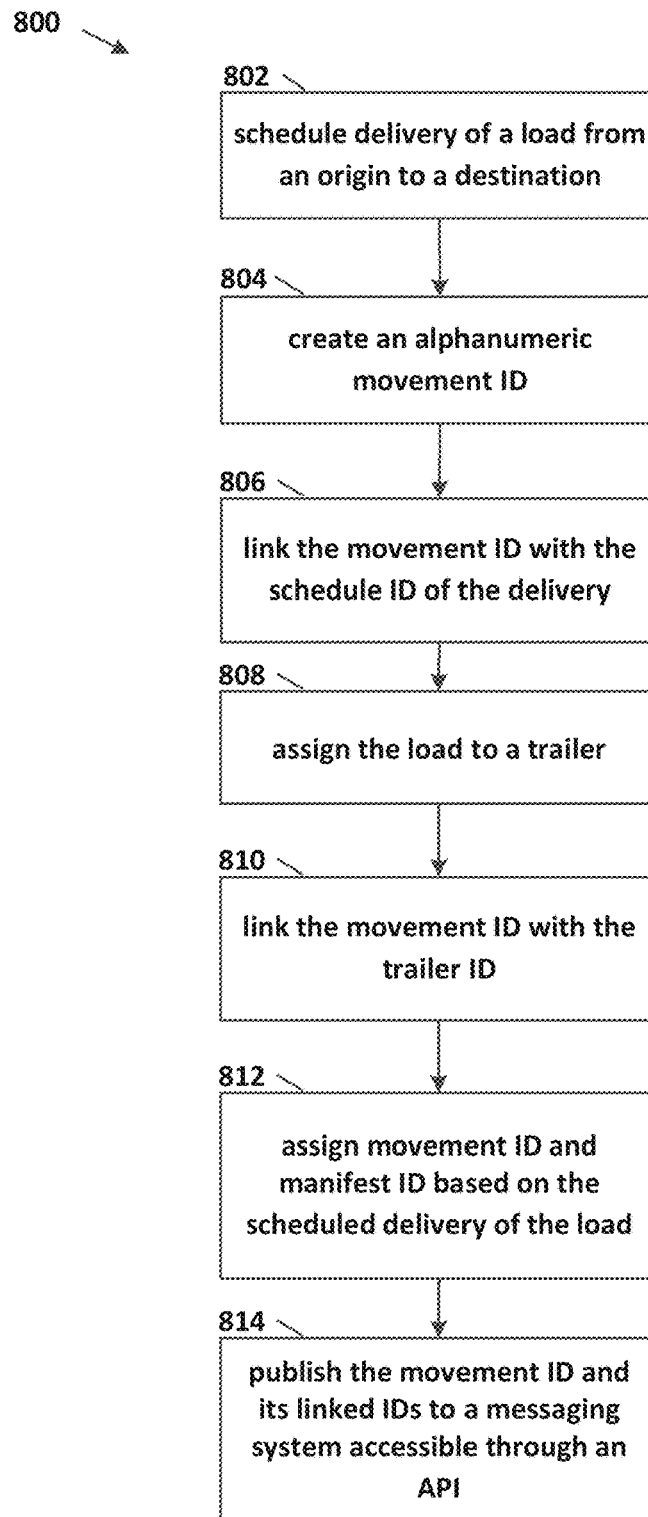 800
802
schedule delivery of a load from
an origin to a destination
804
create an alphanumeric
movement ID
806
link the movement ID with the
schedule ID of the delivery
808
assign the load to a trailer
810
link the movement ID with the
trailer ID
812
assign movement ID and
manifest ID based on the
scheduled delivery of the load
814
publish the movement ID and
its linked IDs to a messaging
system accessible through an
API